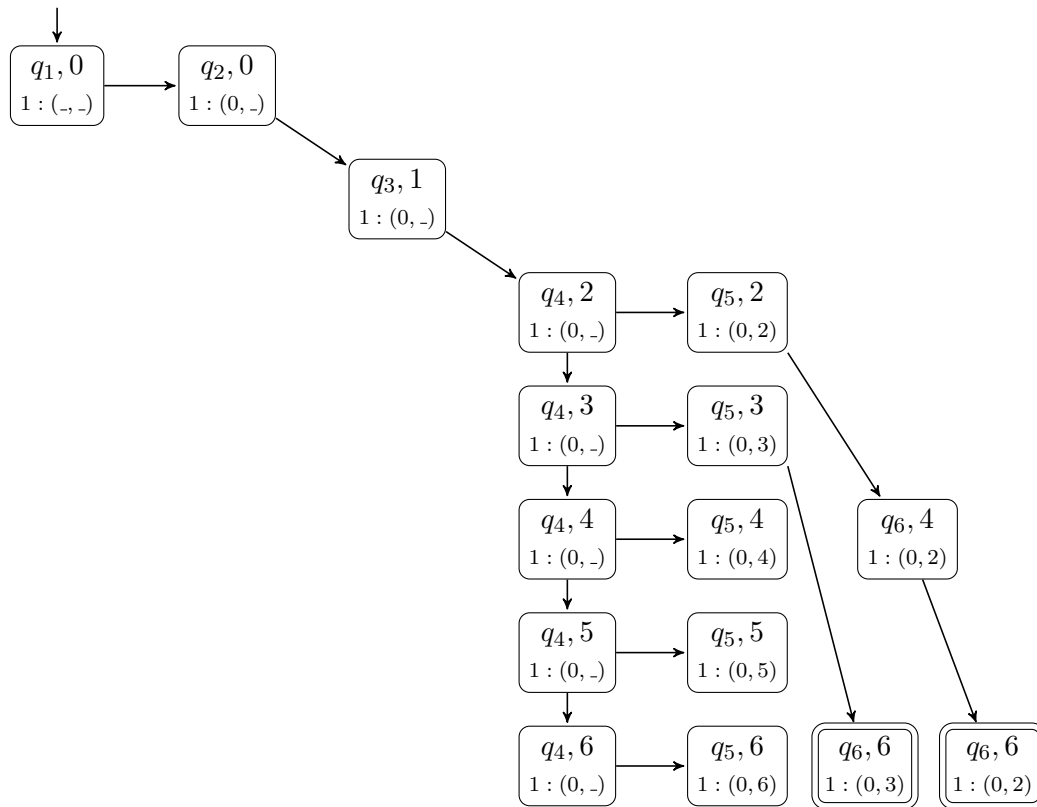 q₁, 0
1 : (_, _)
q₂, 0
1 : (0, _)
q₃, 1
1 : (0, _)
q₄, 2
1 : (0, _)
q₅, 2
1 : (0, 2)
q₄, 3
1 : (0, _)
q₅, 3
1 : (0, 3)
q₄, 4
1 : (0, _)
q₅, 4
1 : (0, 4)
q₆, 4
1 : (0, 2)
q₄, 5
1 : (0, _)
q₅, 5
1 : (0, 5)
q₄, 6
1 : (0, _)
q₅, 6
1 : (0, 6)
q₆, 6
1 : (0, 3)
q₆, 6
1 : (0, 2)